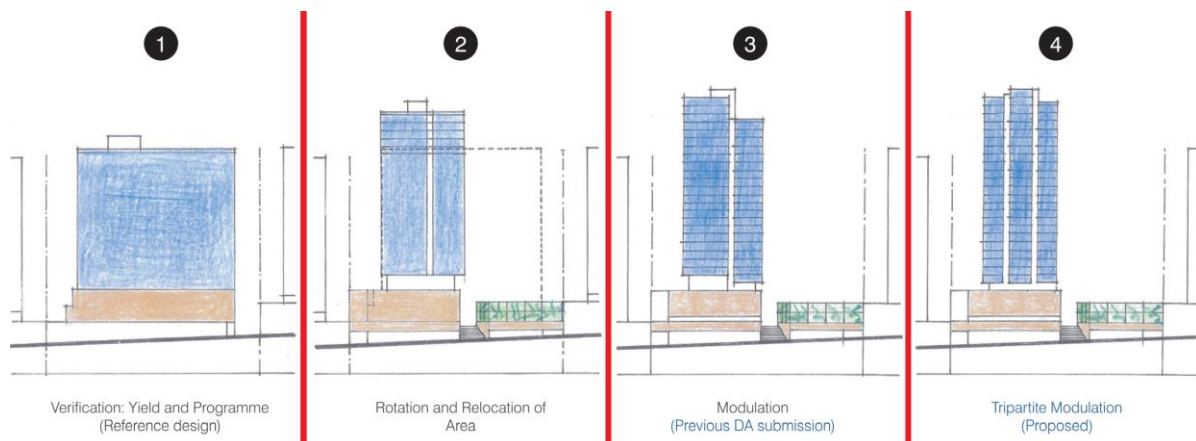 1
2
3
4
Verification: Yield and Programme
(Reference design)
Rotation and Relocation of
Area
Modulation
(Previous DA submission)
Tripartite Modulation
(Proposed)